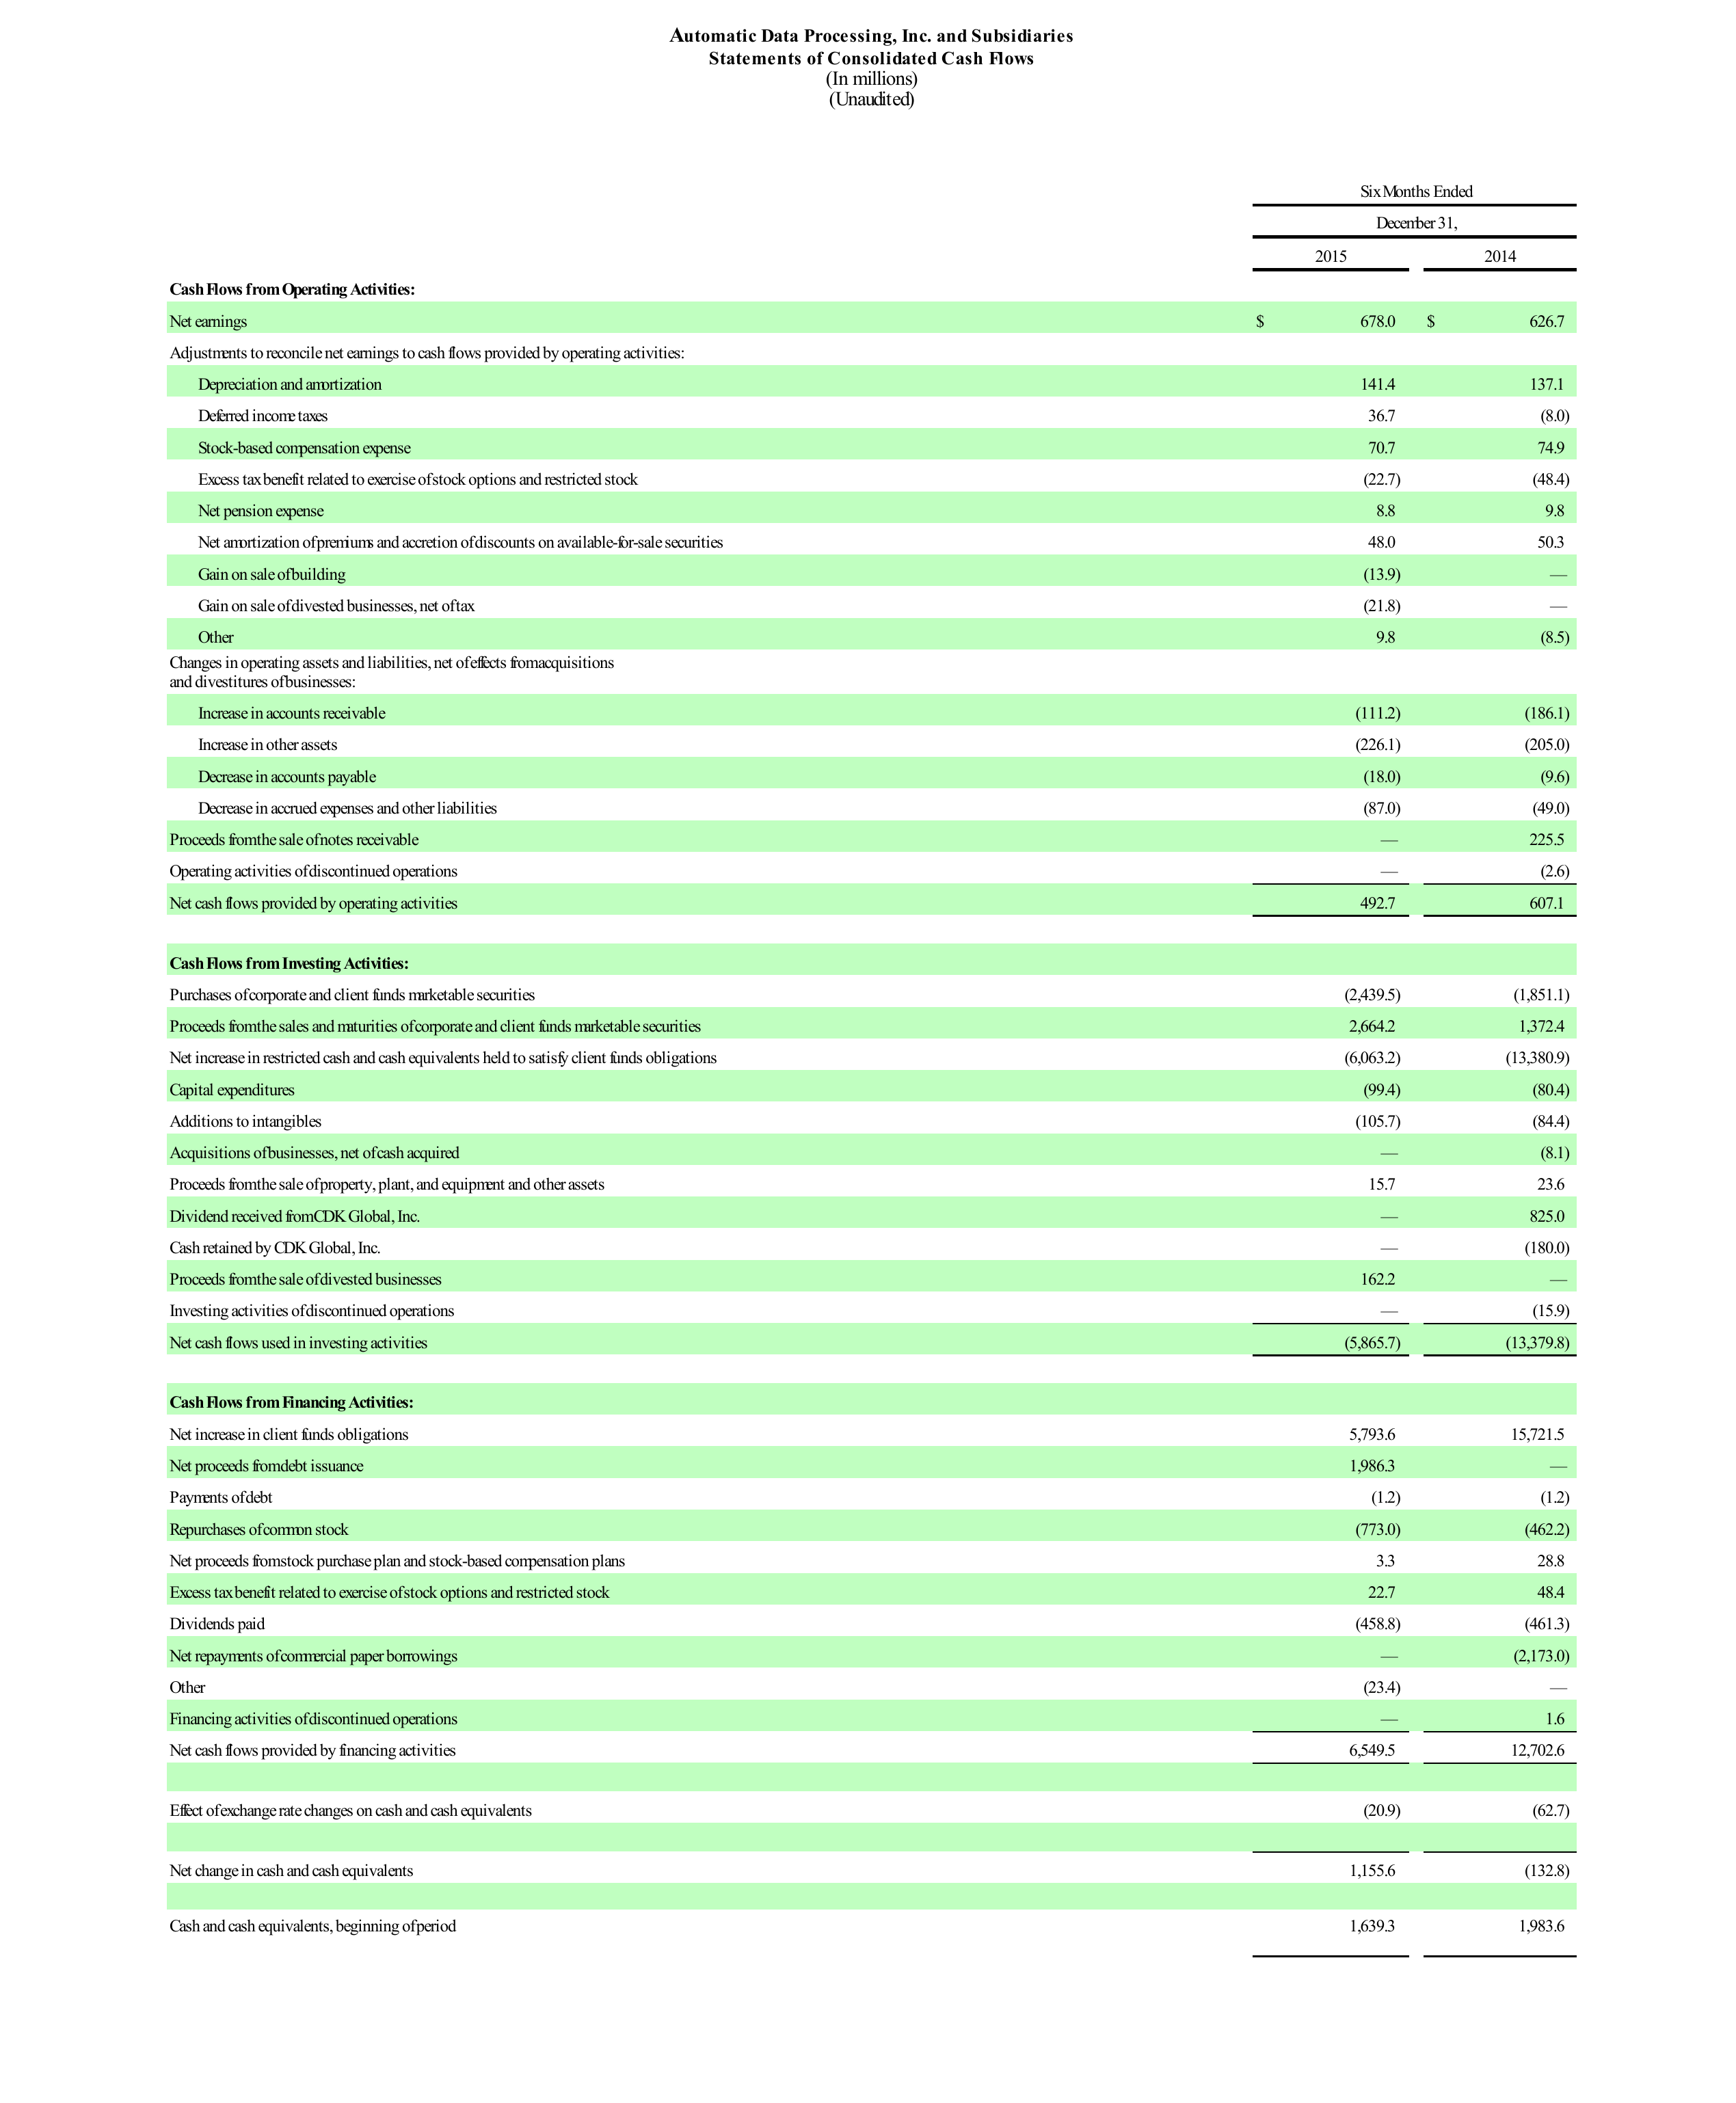 Automatic Data Processing, Inc. and Subsidiaries
Statements of Consolidated Cash Flows
(In millions)
(Unaudited)
Six Months Ended
December 31,
2015 2014
Cash Flows from Operating Activities:
Net earnings $ 678.0 $ 626.7
Adjustments to reconcile net earnings to cash flows provided by operating activities:
Depreciation and amortization 141.4 137.1
Deferred income taxes 36.7 (8.0)
Stock-based compensation expense 70.7 74.9
Excess tax benefit related to exercise of stock options and restricted stock (22.7) (48.4)
Net pension expense 8.8 9.8
Net amortization of premiums and accretion of discounts on available-for-sale securities 48.0 50.3
Gain on sale of building (13.9) —
Gain on sale of divested businesses, net of tax (21.8) —
Other 9.8 (8.5)
Changes in operating assets and liabilities, net of effects from acquisitions
and divestitures of businesses:
Increase in accounts receivable (111.2) (186.1)
Increase in other assets (226.1) (205.0)
Decrease in accounts payable (18.0) (9.6)
Decrease in accrued expenses and other liabilities (87.0) (49.0)
Proceeds from the sale of notes receivable — 225.5
Operating activities of discontinued operations — (2.6)
Net cash flows provided by operating activities 492.7 607.1
Cash Flows from Investing Activities:
Purchases of corporate and client funds marketable securities (2,439.5) (1,851.1)
Proceeds from the sales and maturities of corporate and client funds marketable securities 2,664.2 1,372.4
Net increase in restricted cash and cash equivalents held to satisfy client funds obligations (6,063.2) (13,380.9)
Capital expenditures (99.4) (80.4)
Additions to intangibles (105.7) (84.4)
Acquisitions of businesses, net of cash acquired — (8.1)
Proceeds from the sale of property, plant, and equipment and other assets 15.7 23.6
Dividend received from CDK Global, Inc. — 825.0
Cash retained by CDK Global, Inc. — (180.0)
Proceeds from the sale of divested businesses 162.2 —
Investing activities of discontinued operations — (15.9)
Net cash flows used in investing activities (5,865.7) (13,379.8)
Cash Flows from Financing Activities:
Net increase in client funds obligations 5,793.6 15,721.5
Net proceeds from debt issuance 1,986.3 —
Payments of debt (1.2) (1.2)
Repurchases of common stock (773.0) (462.2)
Net proceeds from stock purchase plan and stock-based compensation plans 3.3 28.8
Excess tax benefit related to exercise of stock options and restricted stock 22.7 48.4
Dividends paid (458.8) (461.3)
Net repayments of commercial paper borrowings — (2,173.0)
Other (23.4) —
Financing activities of discontinued operations — 1.6
Net cash flows provided by financing activities 6,549.5 12,702.6
Effect of exchange rate changes on cash and cash equivalents (20.9) (62.7)
Net change in cash and cash equivalents 1,155.6 (132.8)
Cash and cash equivalents, beginning of period 1,639.3 1,983.6